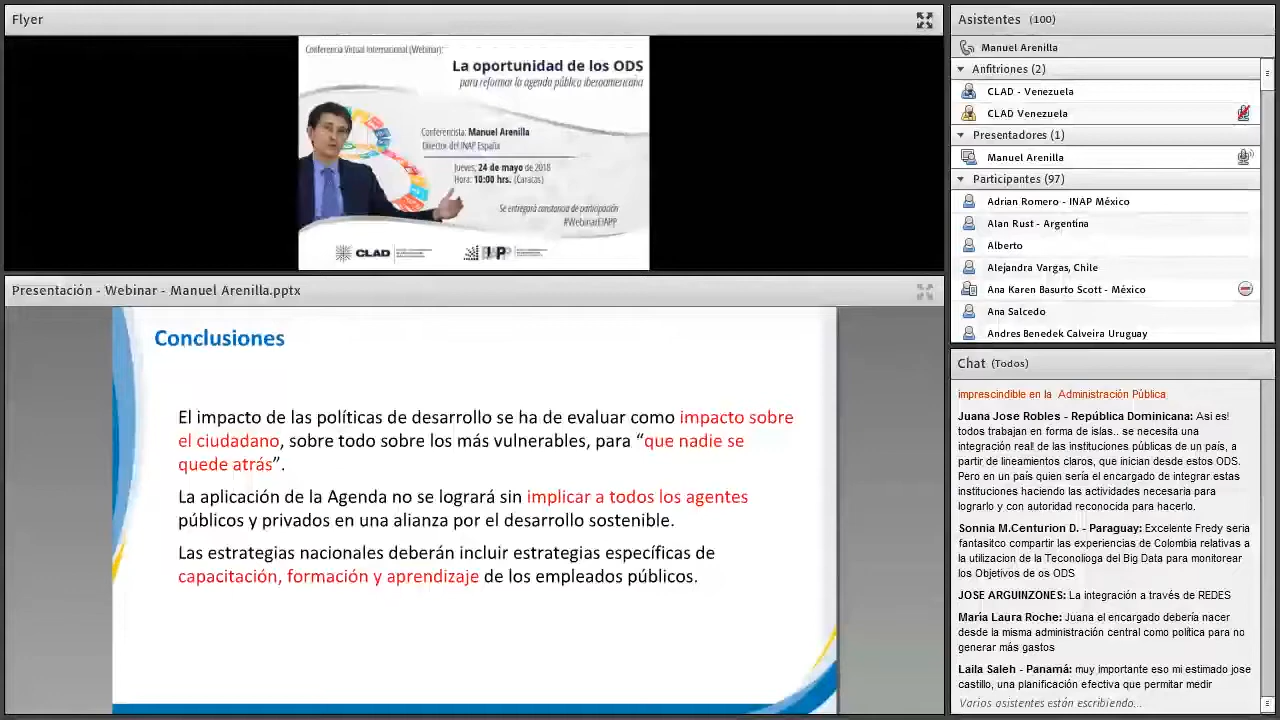 Flyer
Conferencia Virtual Internacional (Webinar):
La oportunidad de los ODS
para reformar la agenda pública iberoamericana
Conferencista: Manuel Arenilla
Director del INAP España
Jueves, 24 de mayo de 2018
Hora: 10:00 hrs. (Caracas)
Se entregará constancia de participación
#WebinarEIAPP
CLAD
Presentación - Webinar - Manuel Arenilla.pptx
Conclusiones
El impacto de las políticas de desarrollo se ha de evaluar como impacto sobre
el ciudadano, sobre todo sobre los más vulnerables, para “que nadie se
quede atrás”.
La aplicación de la Agenda no se logrará sin implicar a todos los agentes
públicos y privados en una alianza por el desarrollo sostenible.
Las estrategias nacionales deberán incluir estrategias específicas de
capacitación, formación y aprendizaje de los empleados públicos.
Asistentes (100)
Manuel Arenilla
Anfitriones (2)
CLAD - Venezuela
CLAD Venezuela
Presentadores (1)
Manuel Arenilla
Participantes (97)
adrianloreto - INAP México
Alan Rust - Argentina
Alberto
Alejandra Vargas, Chile
Ana Karen Basurto Scott - México
Ana Salcedo
Andres Benedek Calveira Uruguay
Chat (Todos)
imprescindible en la Administración Pública
Juana Jose Robles - República Dominicana: Asi es!
todos trabajan en forma de islas.. se necesita una
integración real! de las instituciones públicas de un país, a
partir de lineamientos claros, que inicien desde estos ODS.
Pero en un país quien sería el encargado de integrar estas
instituciones haciendo las actividades necesaria para
lograrlo y con autoridad reconocida para hacerlo.
Sonnia M.Centurion D. - Paraguay: Excelente Fredy sería
fantasitco compartir las experiencias de Colombia relativas a
la utilización de la Teconologa del Big Data para monitorear
los Objetivos de os ODS
JOSE ARGUINZONES: La integración a través de REDES
María Laura Roche: Juana el encargado debería nacer
desde la misma administración central como política para no
generar más gastos
Laila Saleh - Panamá: muy importante eso mi estimado jose
castillo, una planificación efectiva que permitar medir
Varios asistentes están escribiendo...